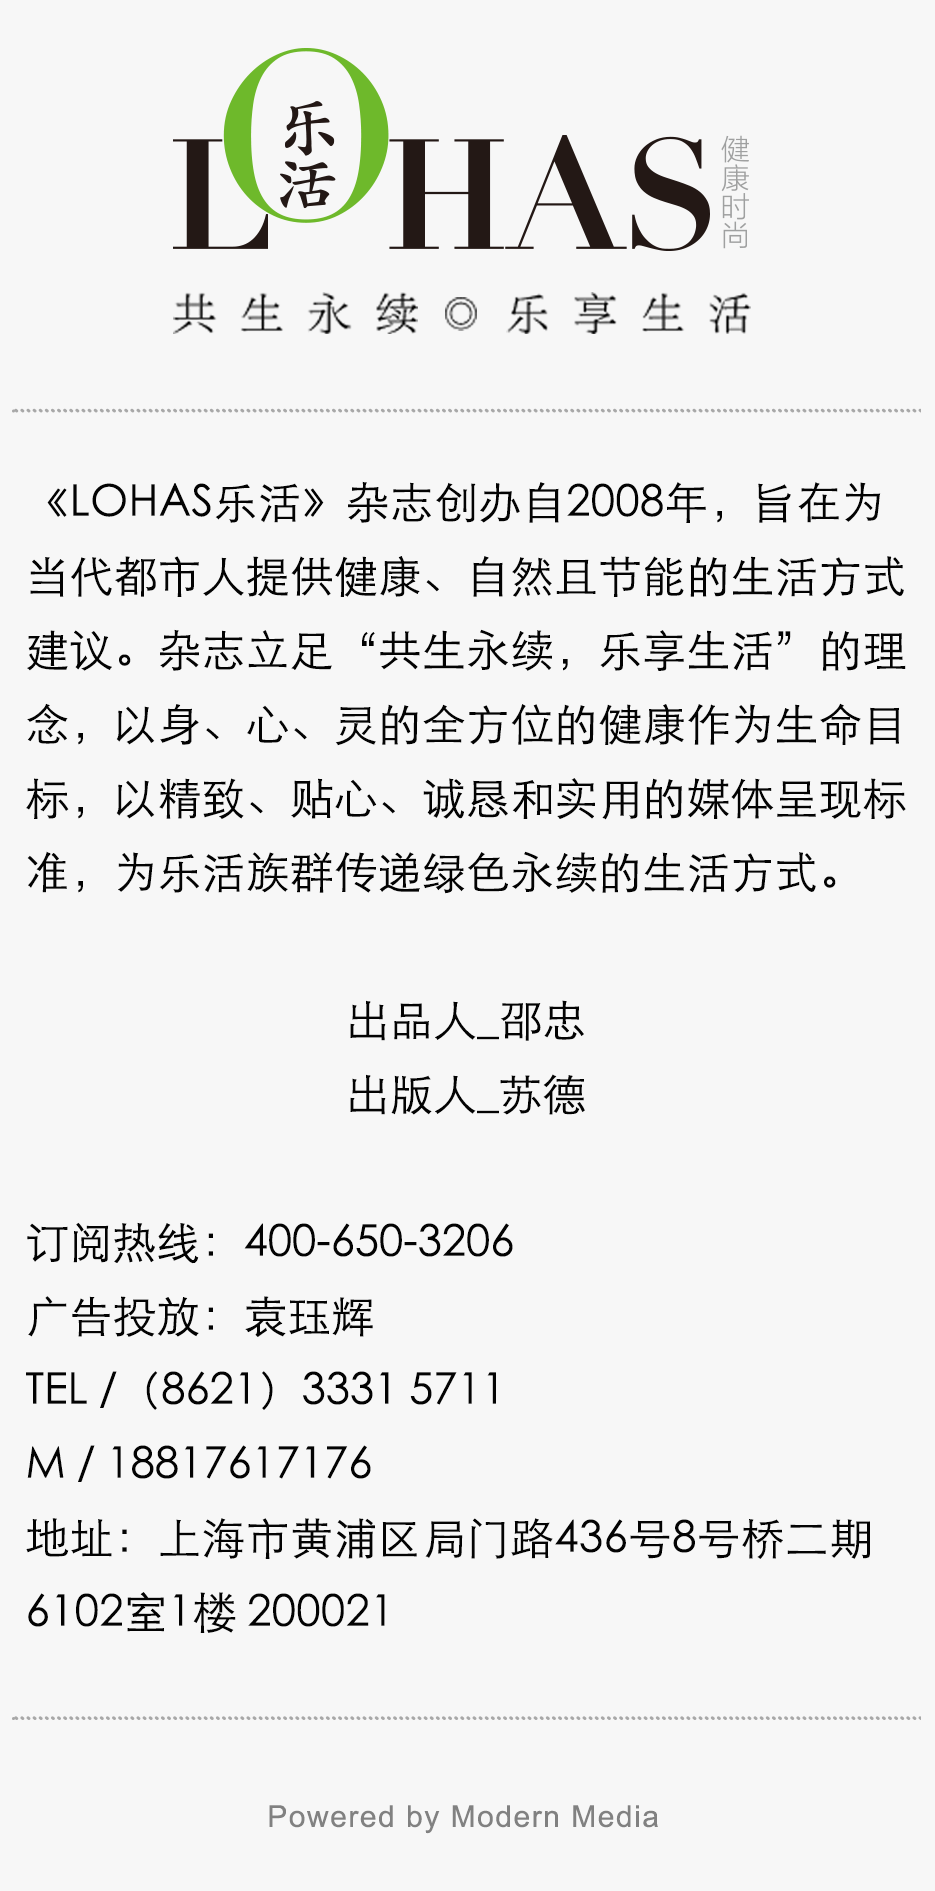 LOHAS
乐活
健康时尚
共生永续◎乐享生活
《LOHAS乐活》杂志创办自2008年，旨在为
当代都市人提供健康、自然且节能的生活方式
建议。杂志立足“共生永续，乐享生活”的理
念，以身、心、灵的全方位的健康作为生命目
标，以精致、贴心、诚恳和实用的媒体呈现标
准，为乐活族群传递绿色永续的生活方式。
出品人_邵忠
出版人_苏德
订阅热线：400-650-3206
广告投放：袁珏辉
TEL /（8621）3331 5711
M / 18817617176
地址：上海市黄浦区局门路436号8号桥二期
6102室1楼 200021
Powered by Modern Media